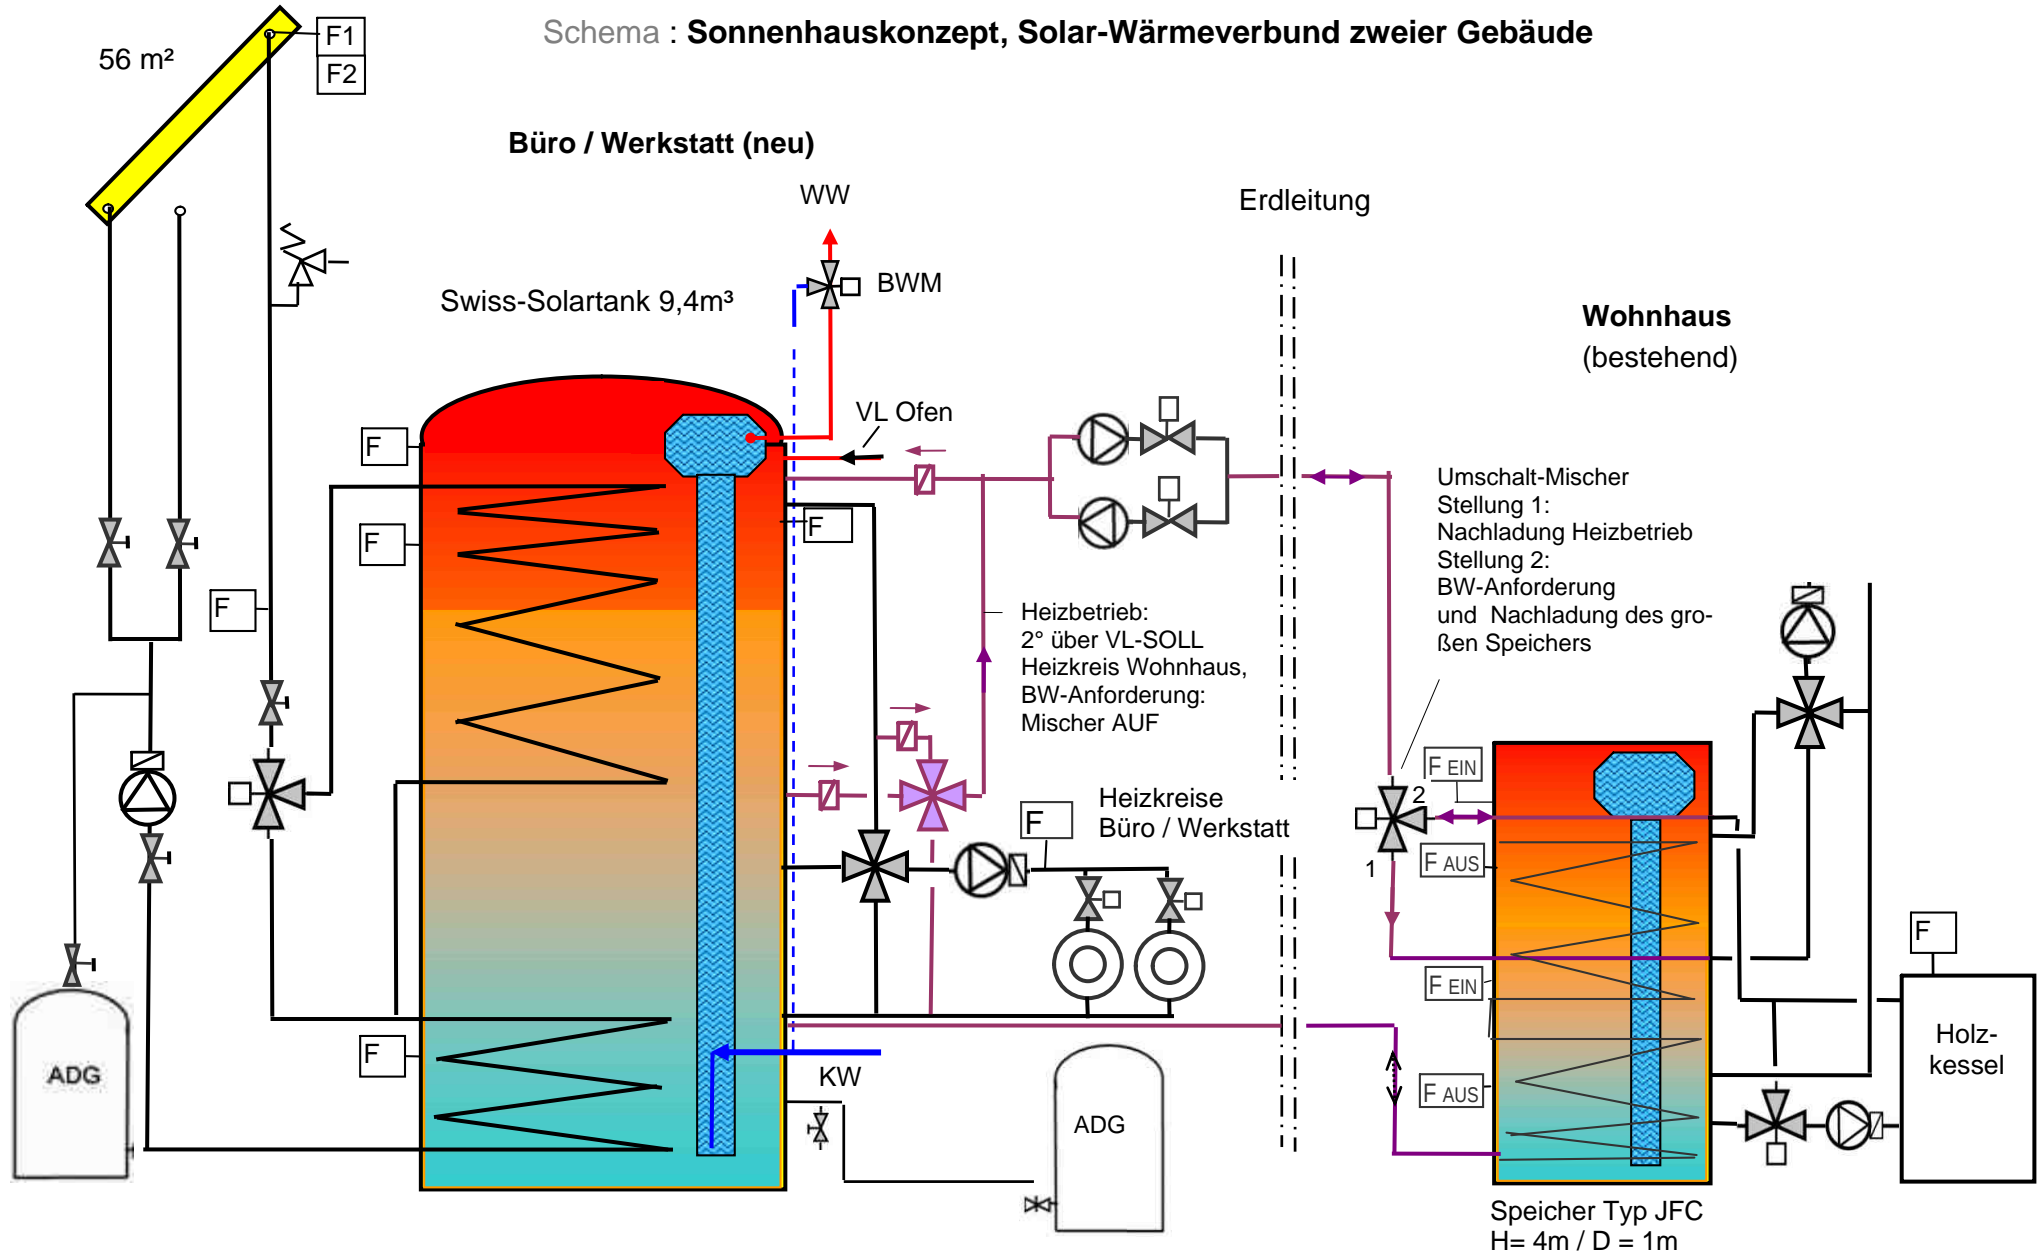 Schema : Sonnenhauskonzept, Solar-Wärmeverbund zweier Gebäude
56 m²
F1
F2
Büro / Werkstatt (neu)
WW
Erdleitung
BWM
Swiss-Solartank 9,4m³
Wohnhaus
(bestehend)
VL Ofen
F
F
F
F
Umschalt-Mischer
Stellung 1:
Nachladung Heizbetrieb
Stellung 2:
BW-Anforderung
und Nachladung des gro-
ßen Speichers
Heizbetrieb:
2° über VL-SOLL
Heizkreis Wohnhaus,
BW-Anforderung:
Mischer AUF
F EIN
2
Heizkreise
Büro / Werkstatt
F
1
F AUS
F
F EIN
Holz-
kessel
F
ADG
KW
F AUS
ADG
Speicher Typ JFC
H= 4m / D = 1m